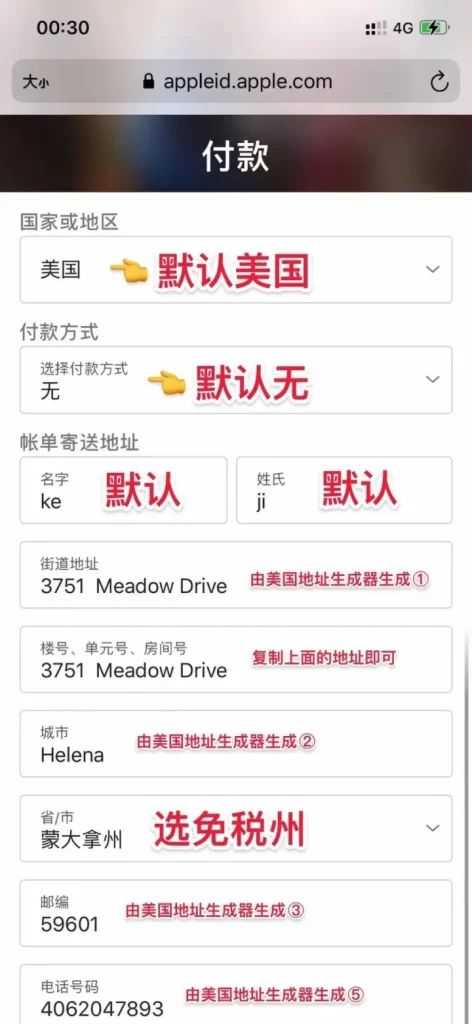 00:30 4G
大小 appleid.apple.com
付款
国家或地区
美国 默认美国
付款方式
选择付款方式
无 默认无
帐单寄送地址
名字 姓氏
ke 默认 ji 默认
街道地址
3751 Meadow Drive 由美国地址生成器生成①
楼号、单元号、房间号
3751 Meadow Drive 复制上面的地址即可
城市
Helena 由美国地址生成器生成②
省/市
蒙大拿州 选免税州
邮编
59601 由美国地址生成器生成③
电话号码
4062047893 由美国地址生成器生成⑤